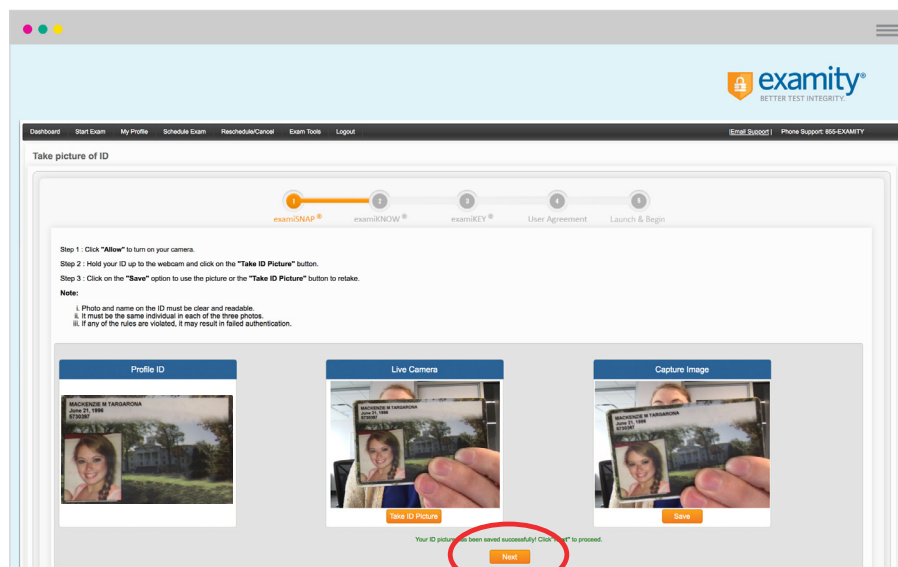 examity®
BETTER TEST INTEGRITY.
Dashboard Start Exam My Profile Schedule Exam Reschedule/Cancel Exam Tools Logout |Email Support| Phone Support: 855-EXAMITY
Take picture of ID
1 2 3 4 5
examiSNAP® examiKNOW® examiKEY® User Agreement Launch & Begin
Step 1 : Click "Allow" to turn on your camera.
Step 2 : Hold your ID up to the webcam and click on the "Take ID Picture" button.
Step 3 : Click on the "Save" option to use the picture or the "Take ID Picture" button to retake.
Note:
i. Photo and name on the ID must be clear and readable.
ii. It must be the same individual in each of the three photos.
iii. If any of the rules are violated, it may result in failed authentication.
Profile ID Live Camera Capture Image
MACKENZIE M TARGARONA
June 21, 1996
5730397
MACKENZIE M TARGARONA
June 21, 1996
5730397
MACKENZIE M TARGARONA
June 21, 1996
5730397
Take ID Picture Save
Your ID picture has been saved successfully! Click "Next" to proceed.
Next